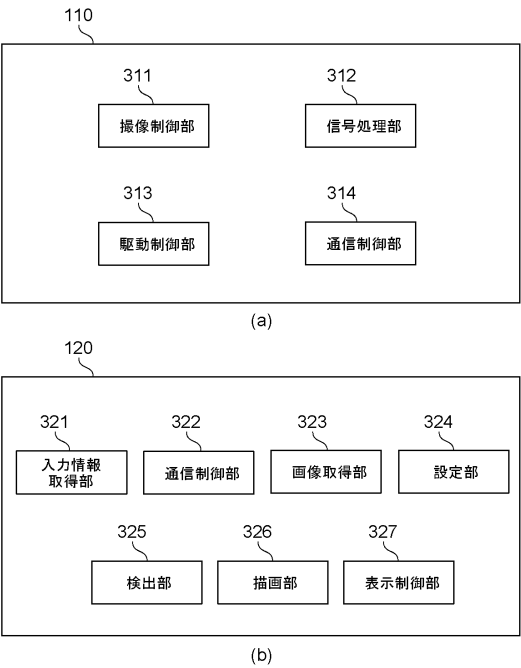 110
311
312
撮像制御部
信号処理部
313
314
駆動制御部
通信制御部
(a)
120
321
322
323
324
入力情報
取得部
通信制御部
画像取得部
設定部
325
326
327
検出部
描画部
表示制御部
(b)